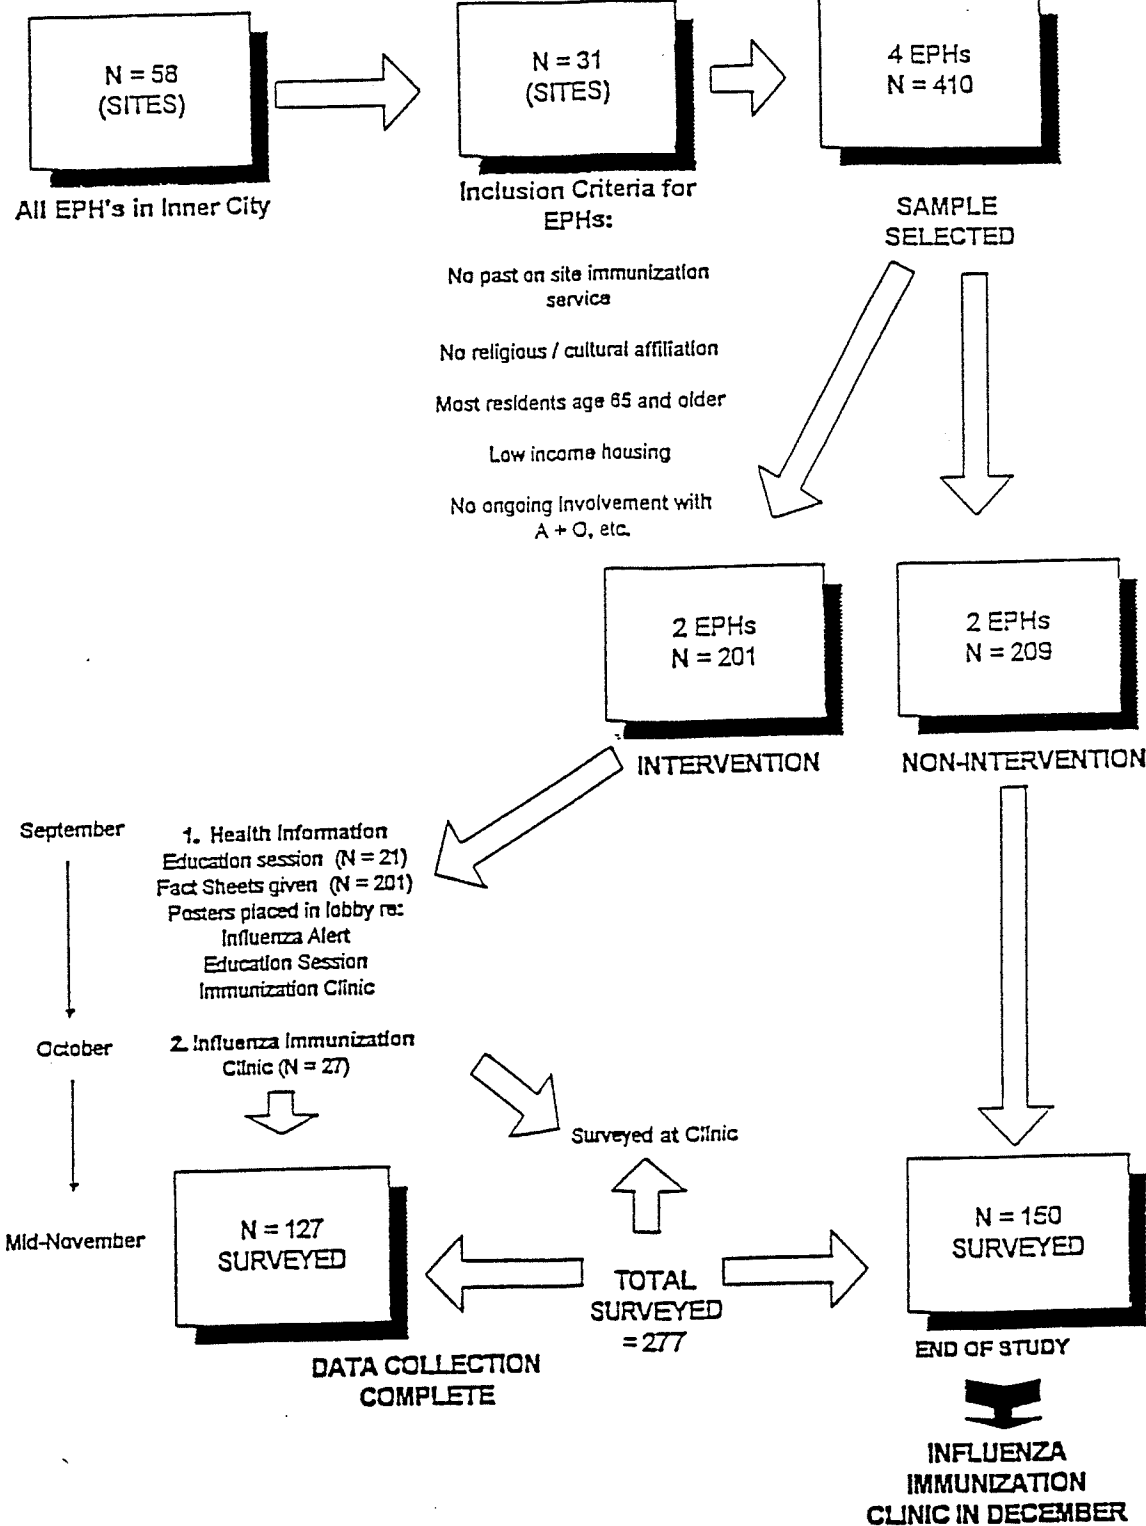 N = 58
(SITES)
All EPH's in Inner City
N = 31
(SITES)
Inclusion Criteria for
EPHs:
No past on site immunization
service
No religious / cultural affiliation
Most residents age 65 and older
Low income housing
No ongoing involvement with
A + O, etc.
4 EPHs
N = 410
SAMPLE
SELECTED
2 EPHs
N = 201
INTERVENTION
2 EPHs
N = 209
NON-INTERVENTION
September
1. Health Information
Education session (N = 21)
Fact Sheets given (N = 201)
Posters placed in lobby re:
Influenza Alert
Education Session
Immunization Clinic
October
2. Influenza Immunization
Clinic (N = 27)
Surveyed at Clinic
Mid-November
N = 127
SURVEYED
DATA COLLECTION
COMPLETE
TOTAL
SURVEYED
= 277
N = 150
SURVEYED
END OF STUDY
INFLUENZA
IMMUNIZATION
CLINIC IN DECEMBER